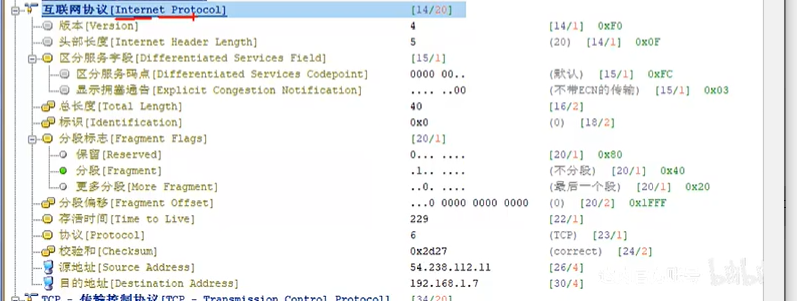 互联网协议[Internet Protocol] [14/20]
版本[Version] 4 [14/1] 0xF0
头部长度[Internet Header Length] 5 (20) [14/1] 0x0F
区分服务字段[Differentiated Services Field] [15/1]
区分服务码点[Differentiated Services Codepoint] 0000 00.. (默认) [15/1] 0xFC
显示拥塞通告[Explicit Congestion Notification] .... ..00 (不带ECN的传输) [15/1] 0x03
总长度[Total Length] 40 [16/2]
标识[Identification] 0x0 (0) [18/2]
分段标志[Fragment Flags] [20/1]
保留[Reserved] 0... .... [20/1] 0x80
分段[Fragment] .1.. .... (不分段) [20/1] 0x40
更多分段[More Fragment] ..0. .... (最后一个段) [20/1] 0x20
分段偏移[Fragment Offset] ...0 0000 0000 0000 (0) [20/2] 0x1FFF
存活时间[Time to Live] 229 [22/1]
协议[Protocol] 6 (TCP) [23/1]
校验和[Checksum] 0x2d27 (correct) [24/2]
源地址[Source Address] 54.238.112.11 [26/4]
目的地址[Destination Address] 192.168.1.7 [30/4]
TCP - 传输控制协议[TCP - Transmission Control Protocol] [34/20]